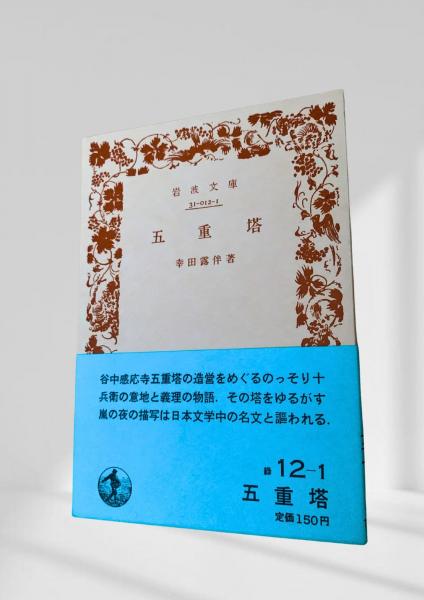 岩波文庫
31-012-1
五重塔
幸田露伴著
谷中感応寺五重塔の造営をめぐるのっそり十
兵衛の意地と義理の物語．その塔をゆるがす
嵐の夜の描写は日本文学中の名文と謳われる．
緑 12-1
五重塔
定価150円